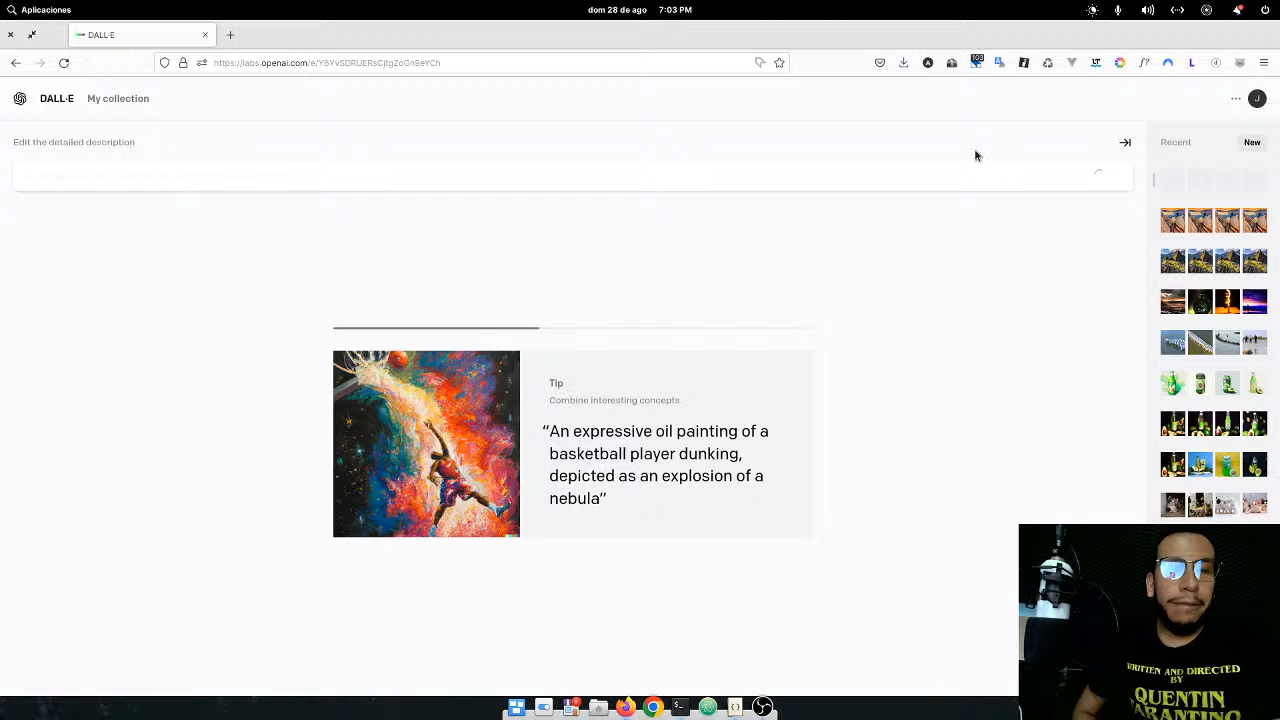 Aplicaciones
dom 28 de ago 7:03 PM
DALL·E
https://labs.openai.com/e/Y6YvSDRUERsCjtgZoGn9eYCh
103
DALL·E My collection
J
Edit the detailed description
Recent New
Tip
Combine interesting concepts
“An expressive oil painting of a
basketball player dunking,
depicted as an explosion of a
nebula”
WRITTEN AND DIRECTED
BY
QUENTIN
TARANTINO